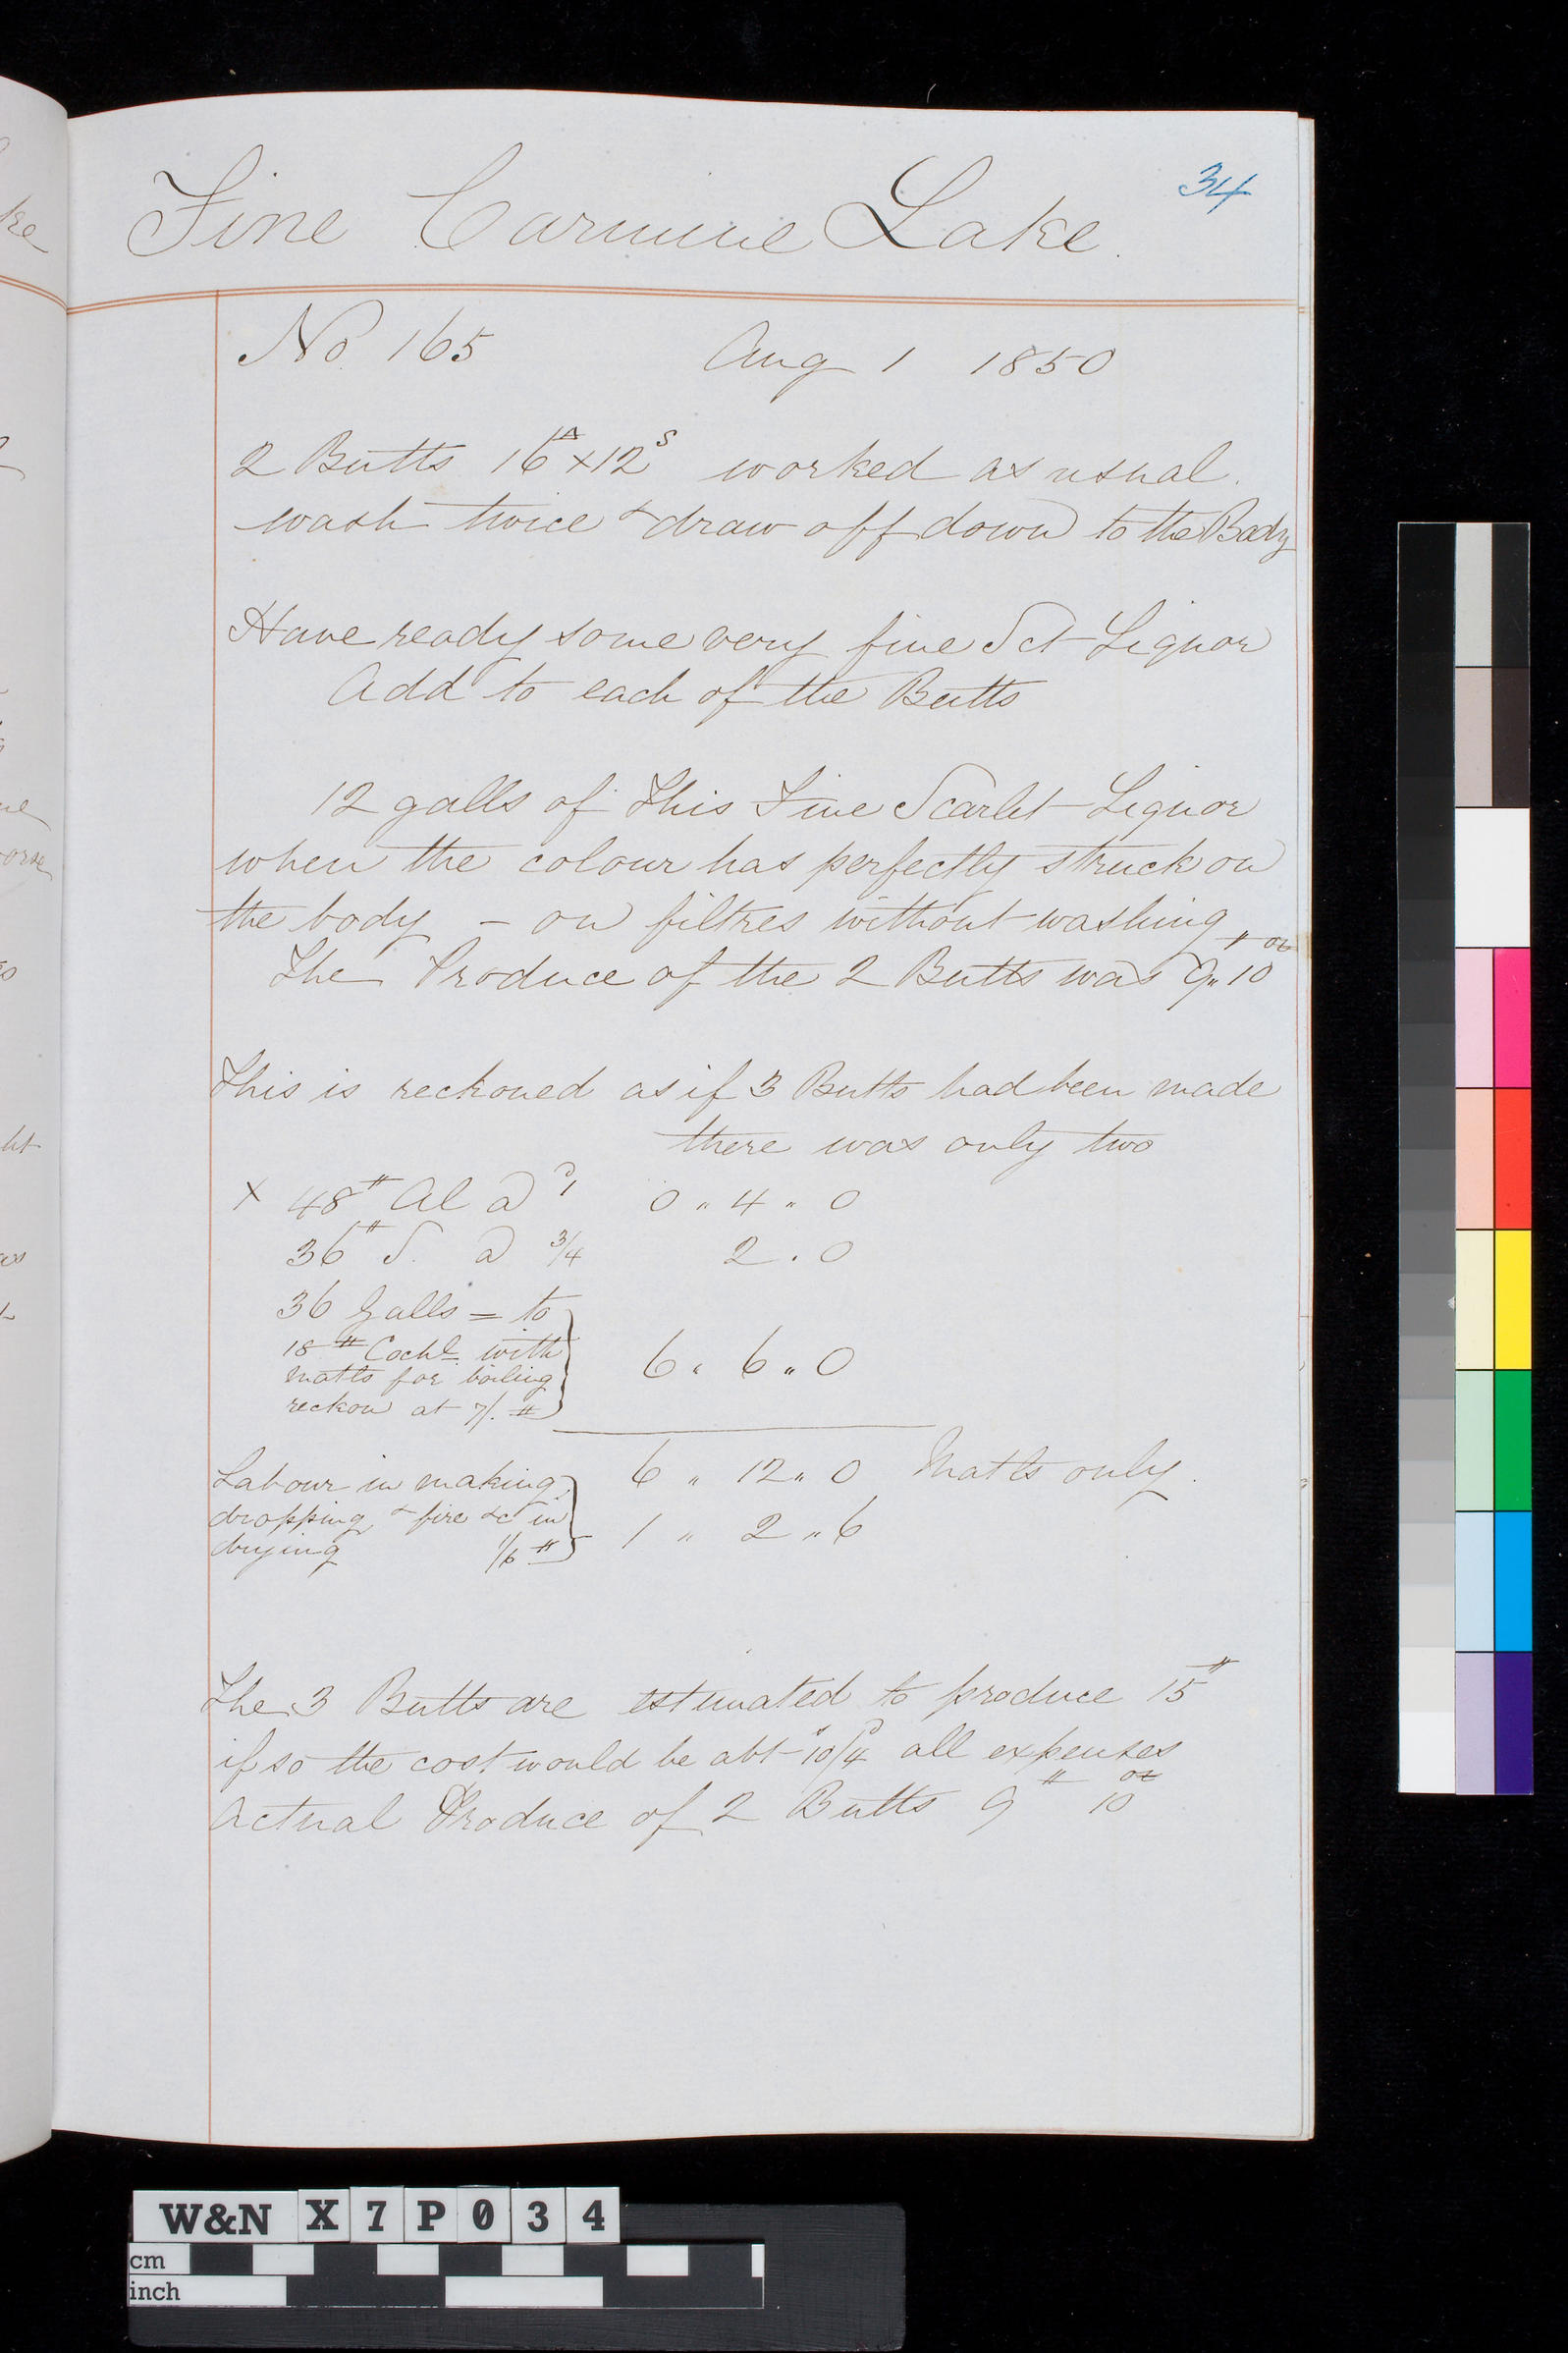 34
Fine Carmine Lake.
No 165 Aug 1 1850
2 Butts 16A x 12S worked as usual.
wash twice & draw off down to the Body
Have ready some very fine Sct Liquor
Add to each of the Butts
12 galls of This Fine Scarlet Liquor
when the colour has perfectly struck on
the body - on filtres without washing
The Produce of the 2 Butts was 9 # 10 oz
This is reckoned as if 3 Butts had been made
there was only two
x 48 # Al @ 1 d 0 " 4 " 0
36 # S. @ 3/4 2 . 0
36 Galls = to
18 # Cochl with
matls for boiling
reckon at 7/. #
6 " 6 " 0
6 " 12 " 0 Matls only.
Labour in making
dropping & fire &c in
drying 1/6 #
1 " 2 " 6
The 3 Butts are estimated to produce 15 #
if so the cost would be abt 10s/4d all expenses
Actual Produce of 2 Butts 9 # 10 oz
W&N X 7 P 0 3 4
cm
inch